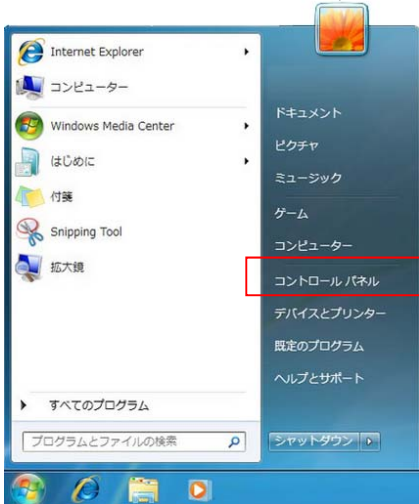 Internet Explorer
コンピューター
Windows Media Center
はじめに
付箋
Snipping Tool
拡大鏡
すべてのプログラム
プログラムとファイルの検索
ドキュメント
ピクチャ
ミュージック
ゲーム
コンピューター
コントロール パネル
デバイスとプリンター
既定のプログラム
ヘルプとサポート
シャットダウン